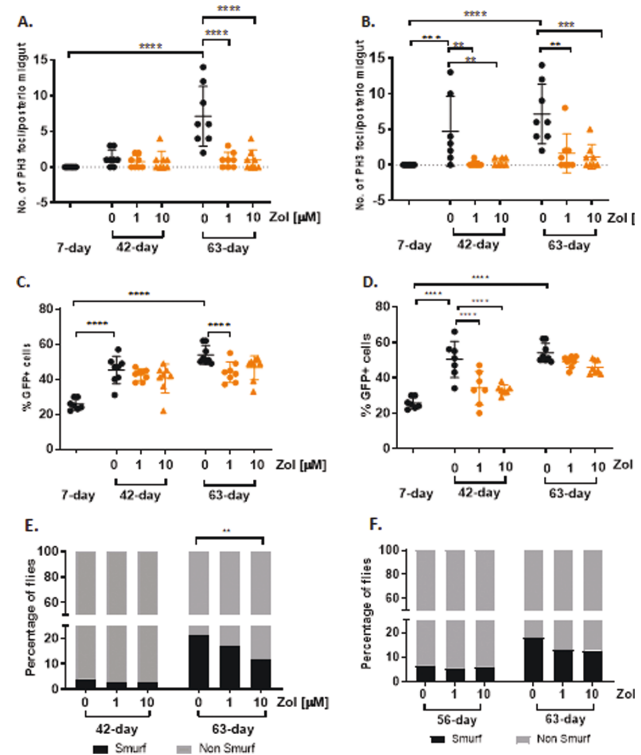 A.
No. of PH3 foci/posterio midgut
15
10
5
0
-5
****
****
****
0 1 10 0 1 10 Zol [µM]
7-day 42-day 63-day
B.
No. of PH3 foci/posterio midgut
15
10
5
0
-5
****
***
***
**
**
**
0 1 10 0 1 10 Zol [
7-day 42-day 63-day
C.
% GFP+ cells
80
60
40
20
0
****
****
****
0 1 10 0 1 10 Zol [µM]
7-day 42-day 63-day
D.
% GFP+ cells
80
60
40
20
0
****
****
****
****
0 1 10 0 1 10 Zol [µM]
7-day 42-day 63-day
E.
Percentage of flies
100
80
60
20
10
0
**
0 1 10 0 1 10 Zol [µM]
42-day 63-day
Smurf Non Smurf
F.
Percentage of flies
100
80
60
20
10
0
0 1 10 0 1 10 Zol [
56-day 63-day
Smurf Non Smurf